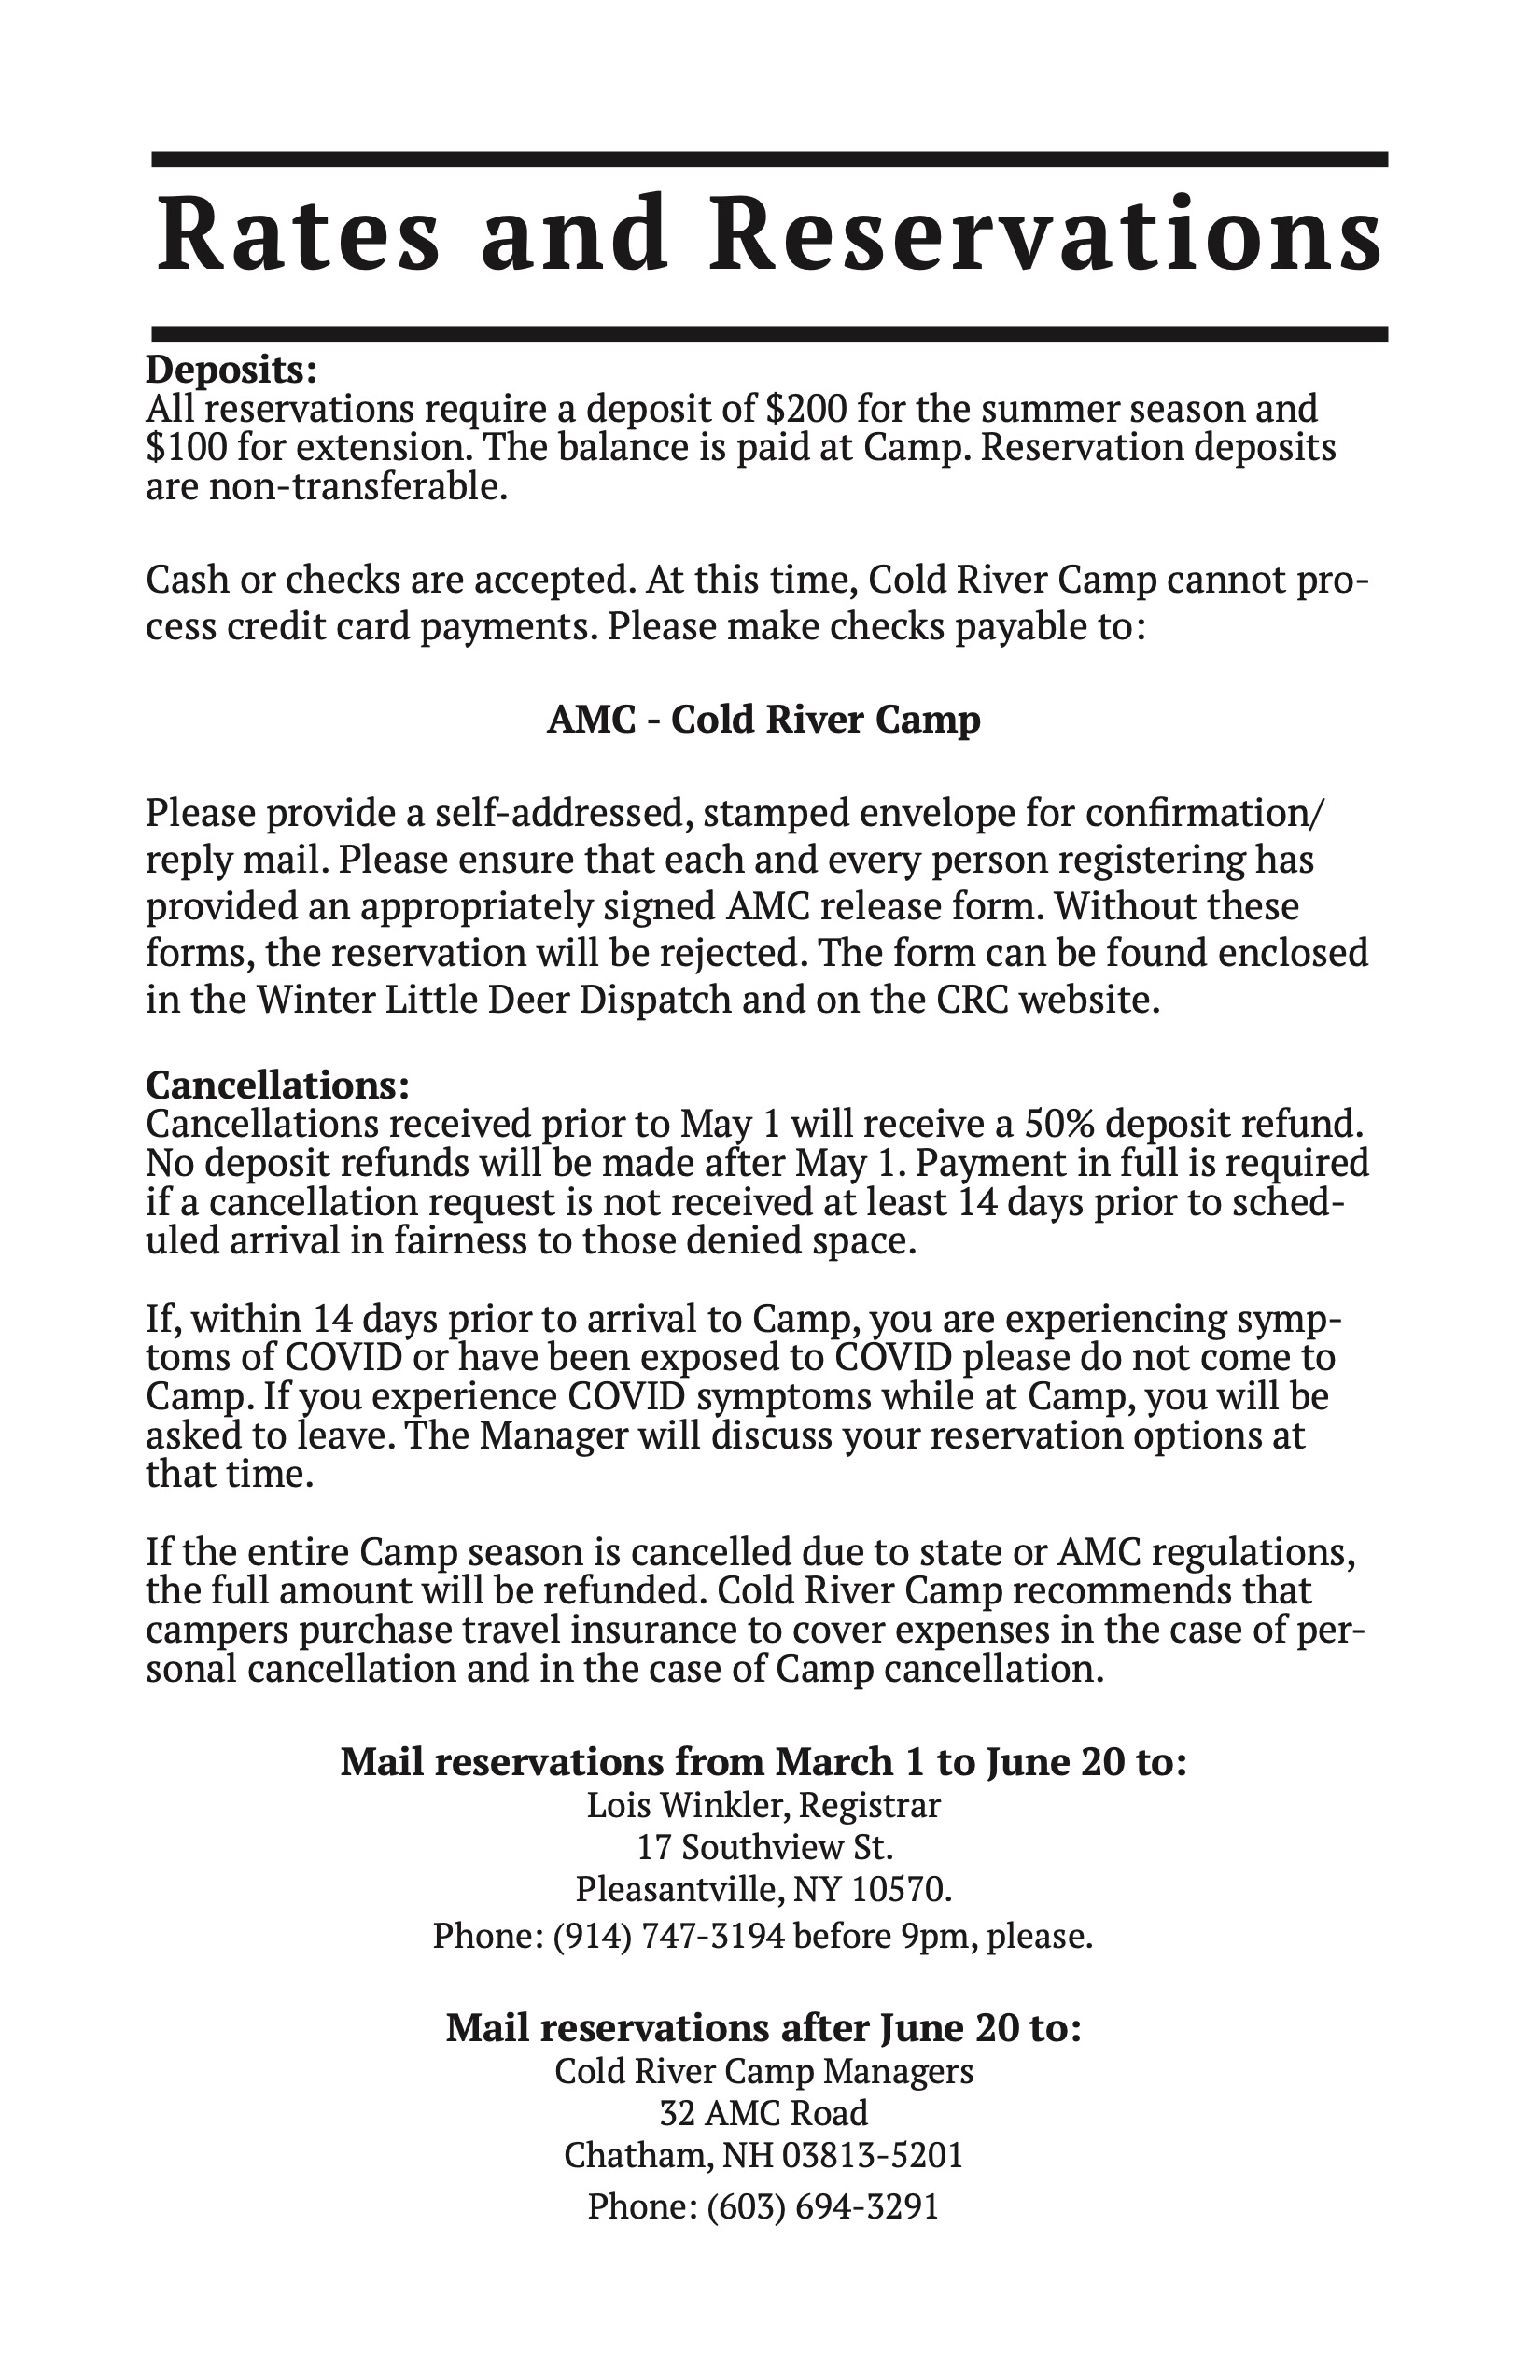 Rates and Reservations
Deposits:
All reservations require a deposit of $200 for the summer season and
$100 for extension. The balance is paid at Camp. Reservation deposits
are non-transferable.
Cash or checks are accepted. At this time, Cold River Camp cannot pro-
cess credit card payments. Please make checks payable to:
AMC - Cold River Camp
Please provide a self-addressed, stamped envelope for confirmation/
reply mail. Please ensure that each and every person registering has
provided an appropriately signed AMC release form. Without these
forms, the reservation will be rejected. The form can be found enclosed
in the Winter Little Deer Dispatch and on the CRC website.
Cancellations:
Cancellations received prior to May 1 will receive a 50% deposit refund.
No deposit refunds will be made after May 1. Payment in full is required
if a cancellation request is not received at least 14 days prior to sched-
uled arrival in fairness to those denied space.
If, within 14 days prior to arrival to Camp, you are experiencing symp-
toms of COVID or have been exposed to COVID please do not come to
Camp. If you experience COVID symptoms while at Camp, you will be
asked to leave. The Manager will discuss your reservation options at
that time.
If the entire Camp season is cancelled due to state or AMC regulations,
the full amount will be refunded. Cold River Camp recommends that
campers purchase travel insurance to cover expenses in the case of per-
sonal cancellation and in the case of Camp cancellation.
Mail reservations from March 1 to June 20 to:
Lois Winkler, Registrar
17 Southview St.
Pleasantville, NY 10570.
Phone: (914) 747-3194 before 9pm, please.
Mail reservations after June 20 to:
Cold River Camp Managers
32 AMC Road
Chatham, NH 03813-5201
Phone: (603) 694-3291